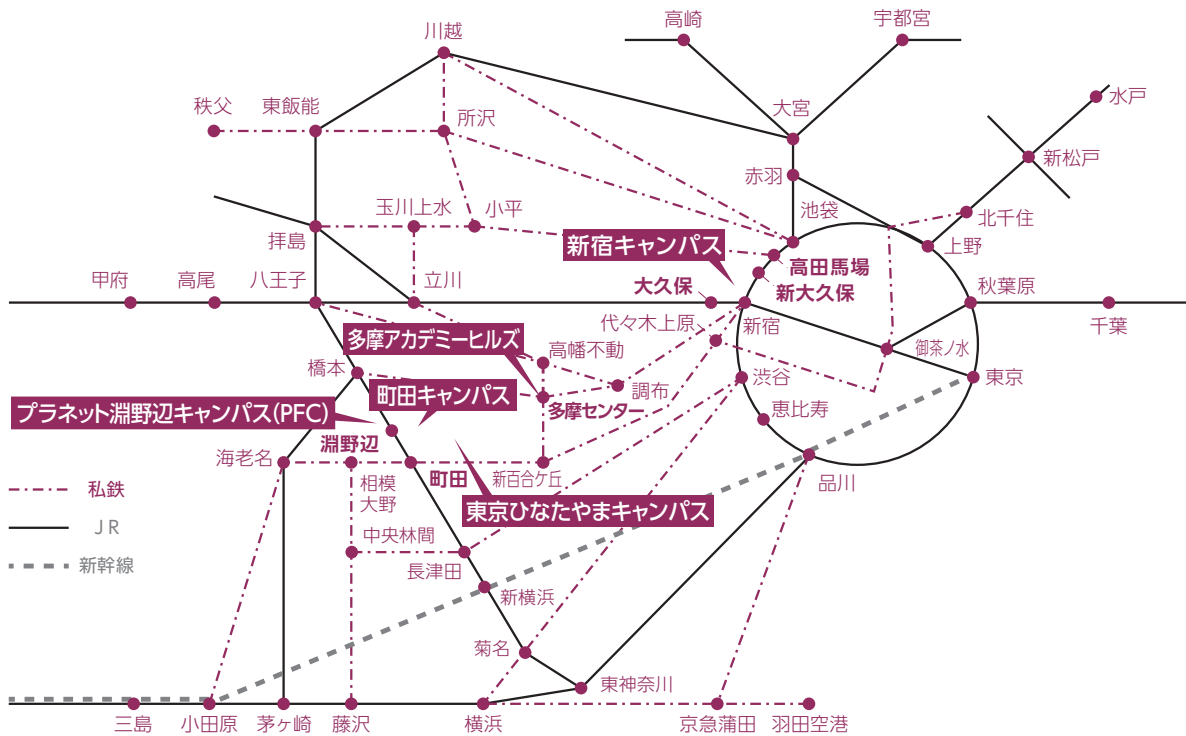 高崎
宇都宮
川越
水戸
秩父
東飯能
所沢
大宮
新松戸
赤羽
玉川上水
小平
池袋
北千住
拝島
新宿キャンパス
上野
高田馬場
甲府
高尾
八王子
立川
大久保
新大久保
秋葉原
代々木上原
新宿
千葉
多摩アカデミーヒルズ
高幡不動
御茶ノ水
橋本
調布
渋谷
東京
町田キャンパス
多摩センター
恵比寿
プラネット淵野辺キャンパス(PFC)
淵野辺
海老名
町田
新百合ケ丘
品川
私鉄
相模
大野
東京ひなたやまキャンパス
JR
中央林間
新幹線
長津田
新横浜
菊名
東神奈川
三島
小田原
茅ヶ崎
藤沢
横浜
京急蒲田
羽田空港